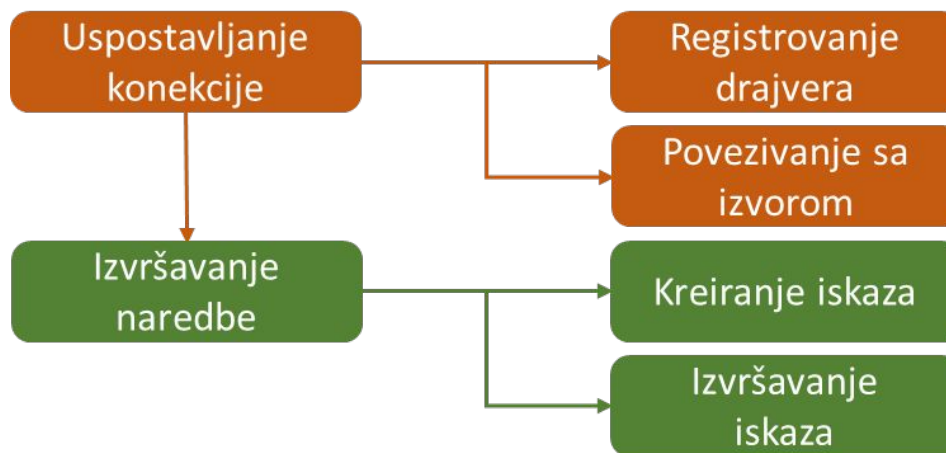 Uspostavljanje
konekcije
Registrovanje
drajvera
Povezivanje sa
izvorom
Izvršavanje
naredbe
Kreiranje iskaza
Izvršavanje
iskaza